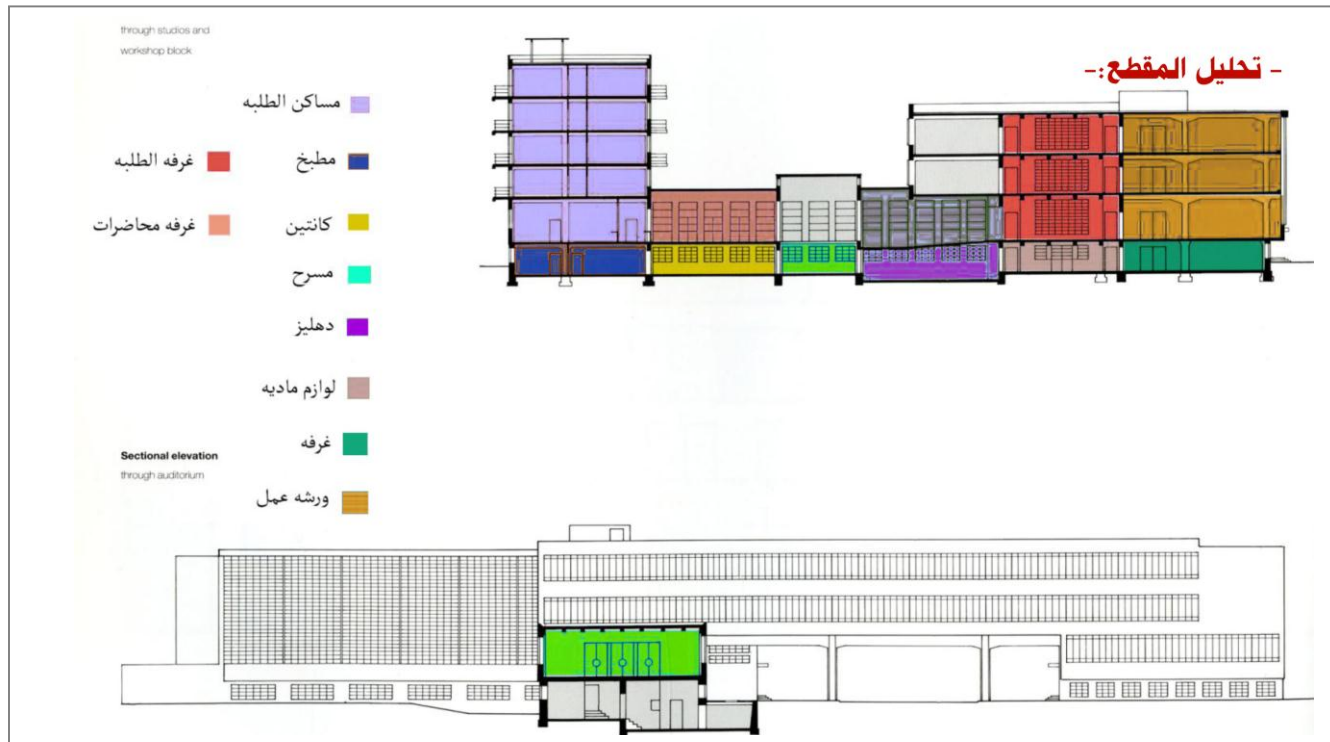 through studios and
workshop block
- تحليل المقطع:-
مساكن الطلبه
مطبخ
غرفه الطلبه
كانتين
غرفه محاضرات
مسرح
دهليز
لوازم ماديه
غرفه
Sectional elevation
through auditorium
ورشه عمل